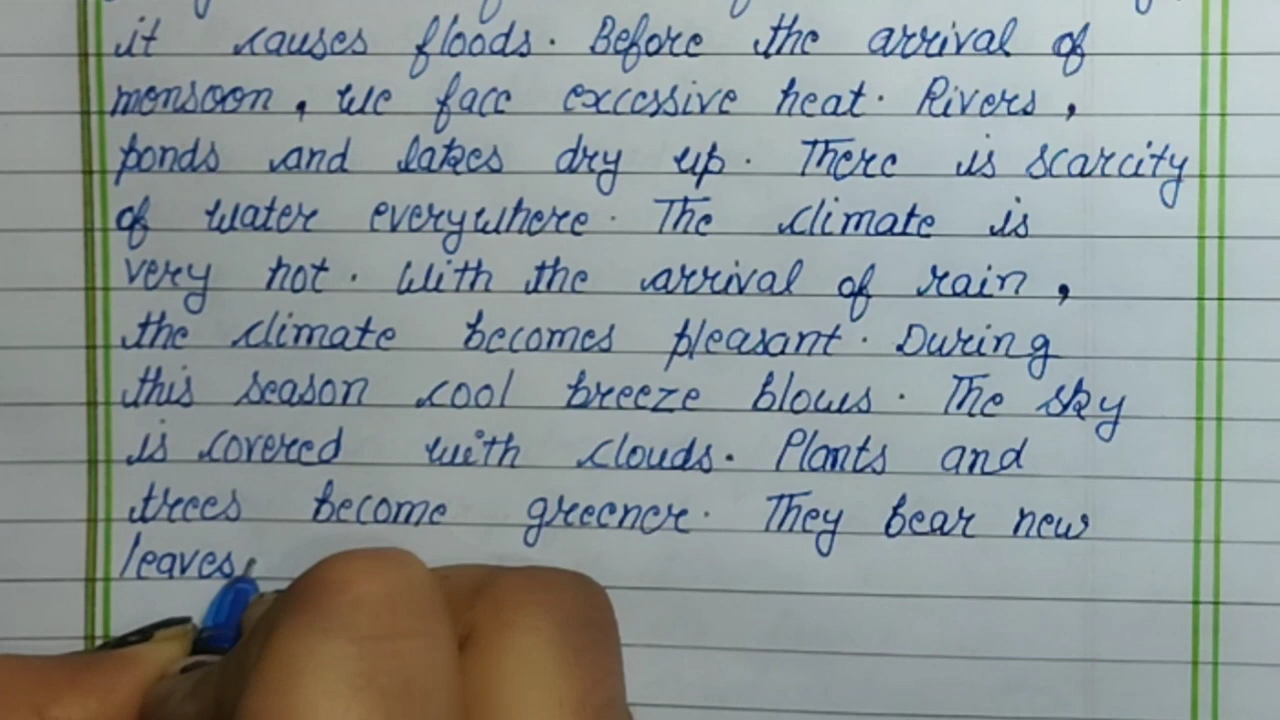 it causes floods. Before the arrival of
monsoon, we face excessive heat. Rivers,
ponds and lakes dry up. There is scarcity
of water everywhere. The climate is
very hot. With the arrival of rain,
the climate becomes pleasant. During
this season cool breeze blows. The sky
is covered with clouds. Plants and
trees become greener. They bear new
leaves